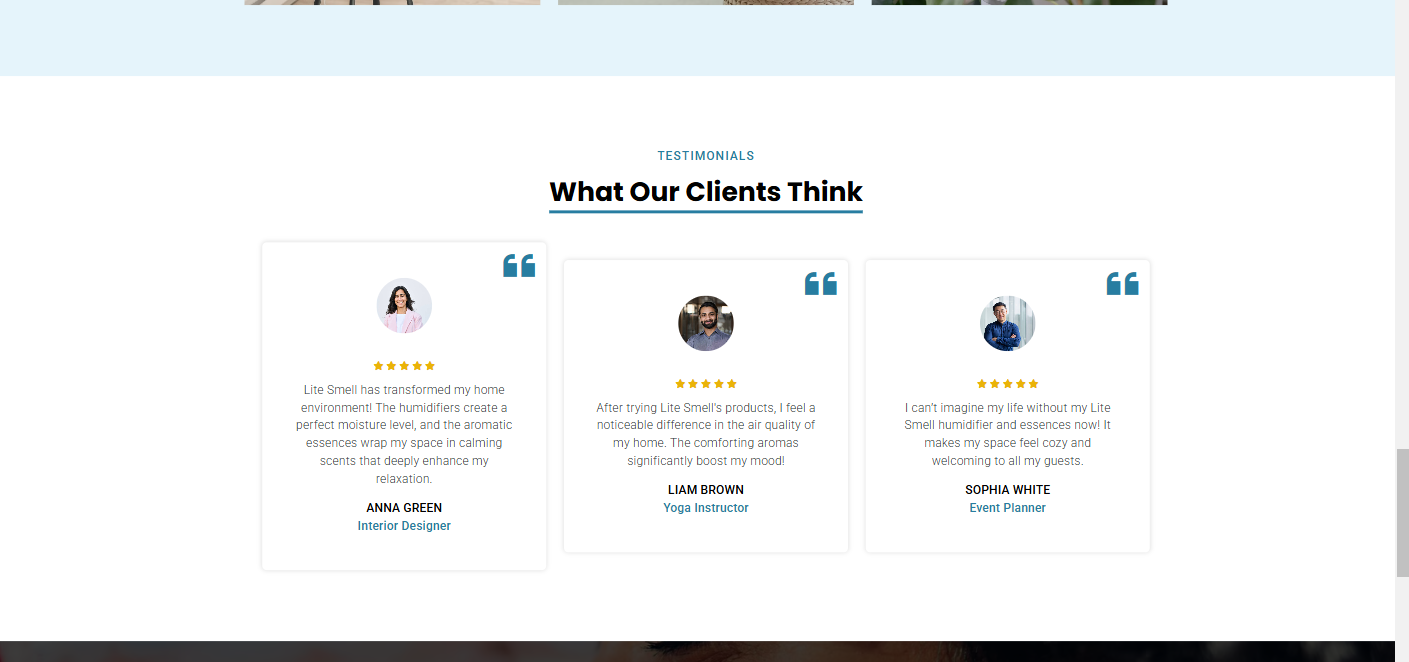 TESTIMONIALS
What Our Clients Think
Lite Smell has transformed my home
environment! The humidifiers create a
perfect moisture level, and the aromatic
essences wrap my space in calming
scents that deeply enhance my
relaxation.
ANNA GREEN
Interior Designer
After trying Lite Smell's products, I feel a
noticeable difference in the air quality of
my home. The comforting aromas
significantly boost my mood!
LIAM BROWN
Yoga Instructor
I can't imagine my life without my Lite
Smell humidifier and essences now! It
makes my space feel cozy and
welcoming to all my guests.
SOPHIA WHITE
Event Planner